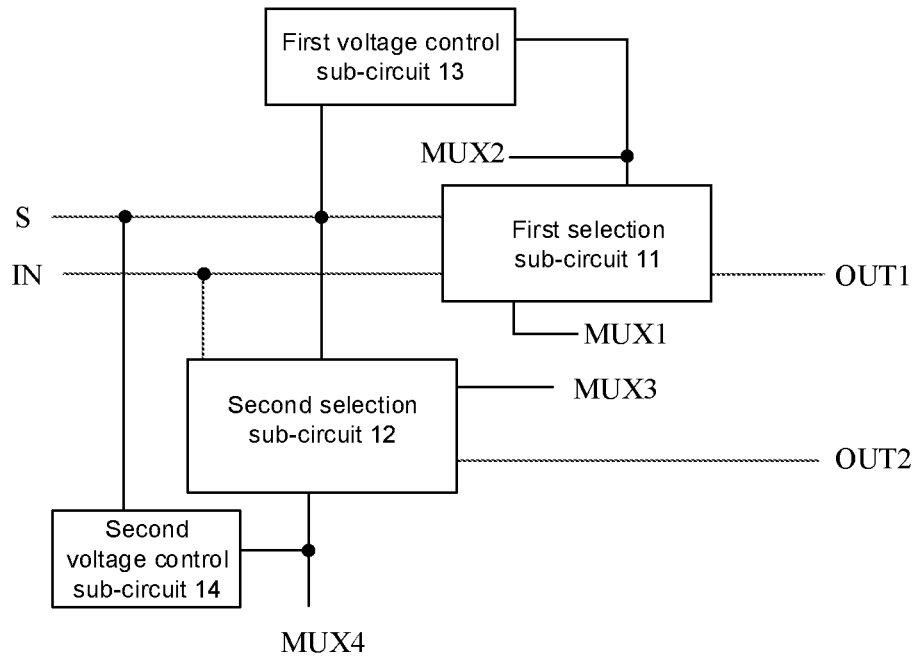 First voltage control
sub-circuit 13
MUX2
S
First selection
sub-circuit 11
IN
OUT1
MUX1
MUX3
Second selection
sub-circuit 12
OUT2
Second
voltage control
sub-circuit 14
MUX4